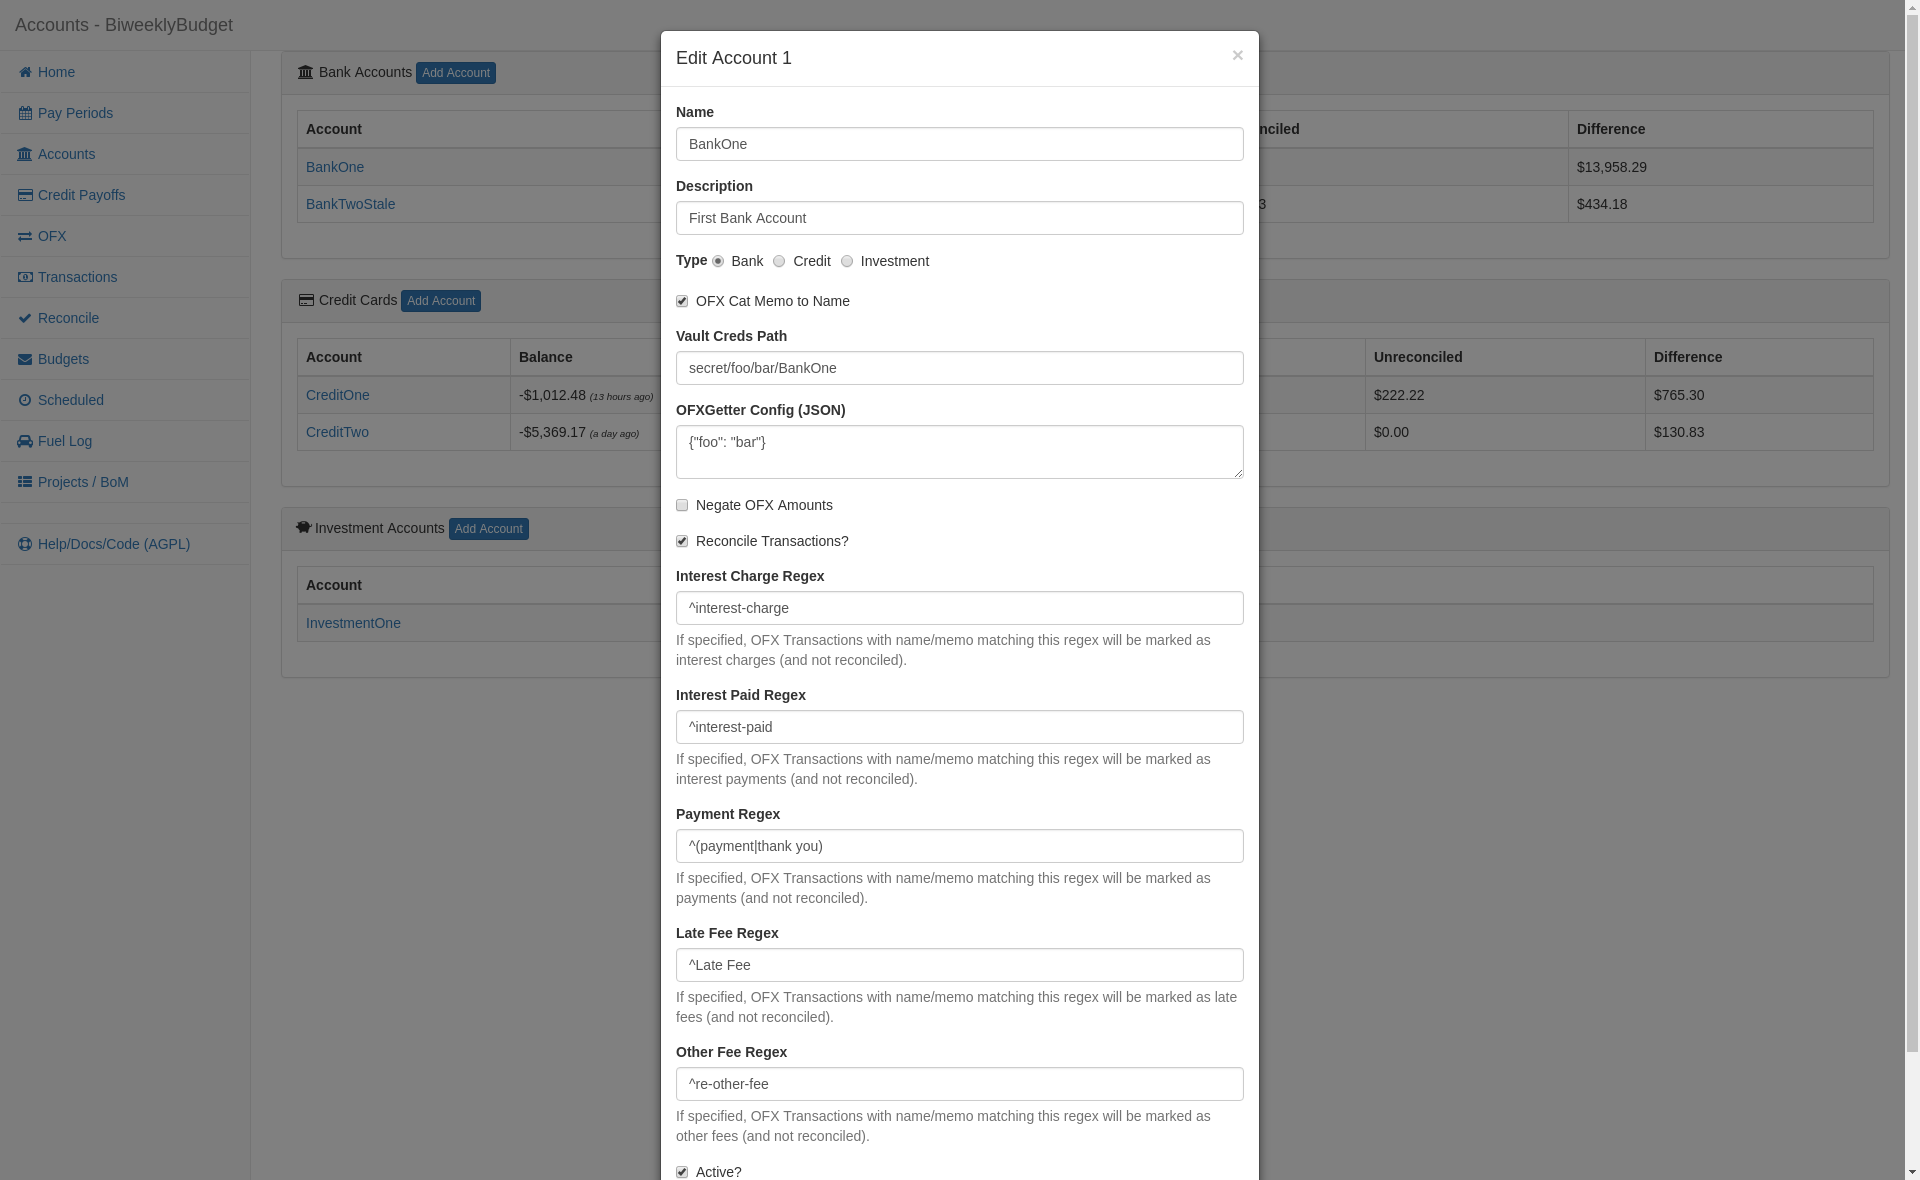 Accounts - BiweeklyBudget
Home
Pay Periods
Accounts
Credit Payoffs
OFX
Transactions
Reconcile
Budgets
Scheduled
Fuel Log
Projects / BoM
Help/Docs/Code (AGPL)
Bank Accounts Add Account
Account Difference
BankOne $13,958.29
BankTwoStale $434.18
Credit Cards Add Account
Account Balance Unreconciled Difference
CreditOne -$1,012.48 (13 hours ago) $222.22 $765.30
CreditTwo -$5,369.17 (a day ago) $0.00 $130.83
Investment Accounts Add Account
Account
InvestmentOne
Edit Account 1 ×
Name
BankOne
Description
First Bank Account
Type Bank Credit Investment
OFX Cat Memo to Name
Vault Creds Path
secret/foo/bar/BankOne
OFXGetter Config (JSON)
{"foo": "bar"}
Negate OFX Amounts
Reconcile Transactions?
Interest Charge Regex
^interest-charge
If specified, OFX Transactions with name/memo matching this regex will be marked as
interest charges (and not reconciled).
Interest Paid Regex
^interest-paid
If specified, OFX Transactions with name/memo matching this regex will be marked as
interest payments (and not reconciled).
Payment Regex
^(payment|thank you)
If specified, OFX Transactions with name/memo matching this regex will be marked as
payments (and not reconciled).
Late Fee Regex
^Late Fee
If specified, OFX Transactions with name/memo matching this regex will be marked as late
fees (and not reconciled).
Other Fee Regex
^re-other-fee
If specified, OFX Transactions with name/memo matching this regex will be marked as
other fees (and not reconciled).
Active?